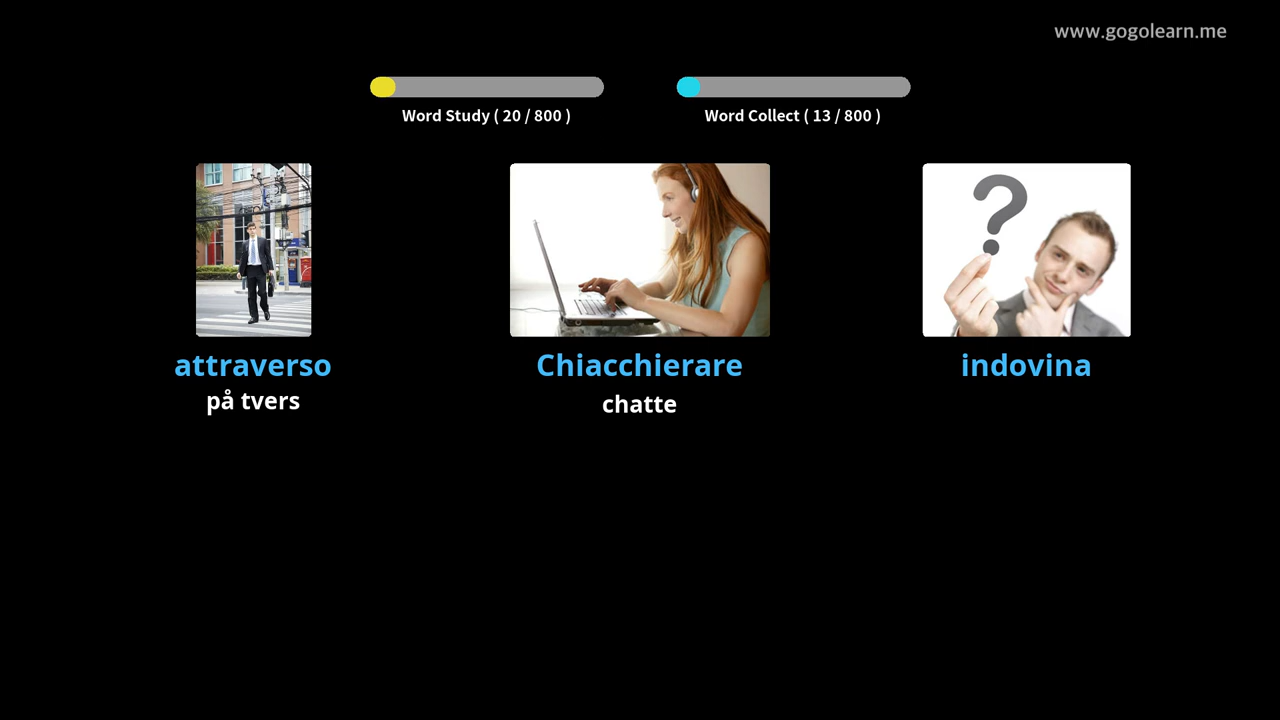 www.gogolearn.me
Word Study ( 20 / 800 )
Word Collect ( 13 / 800 )
attraverso
på tvers
Chiacchierare
chatte
indovina